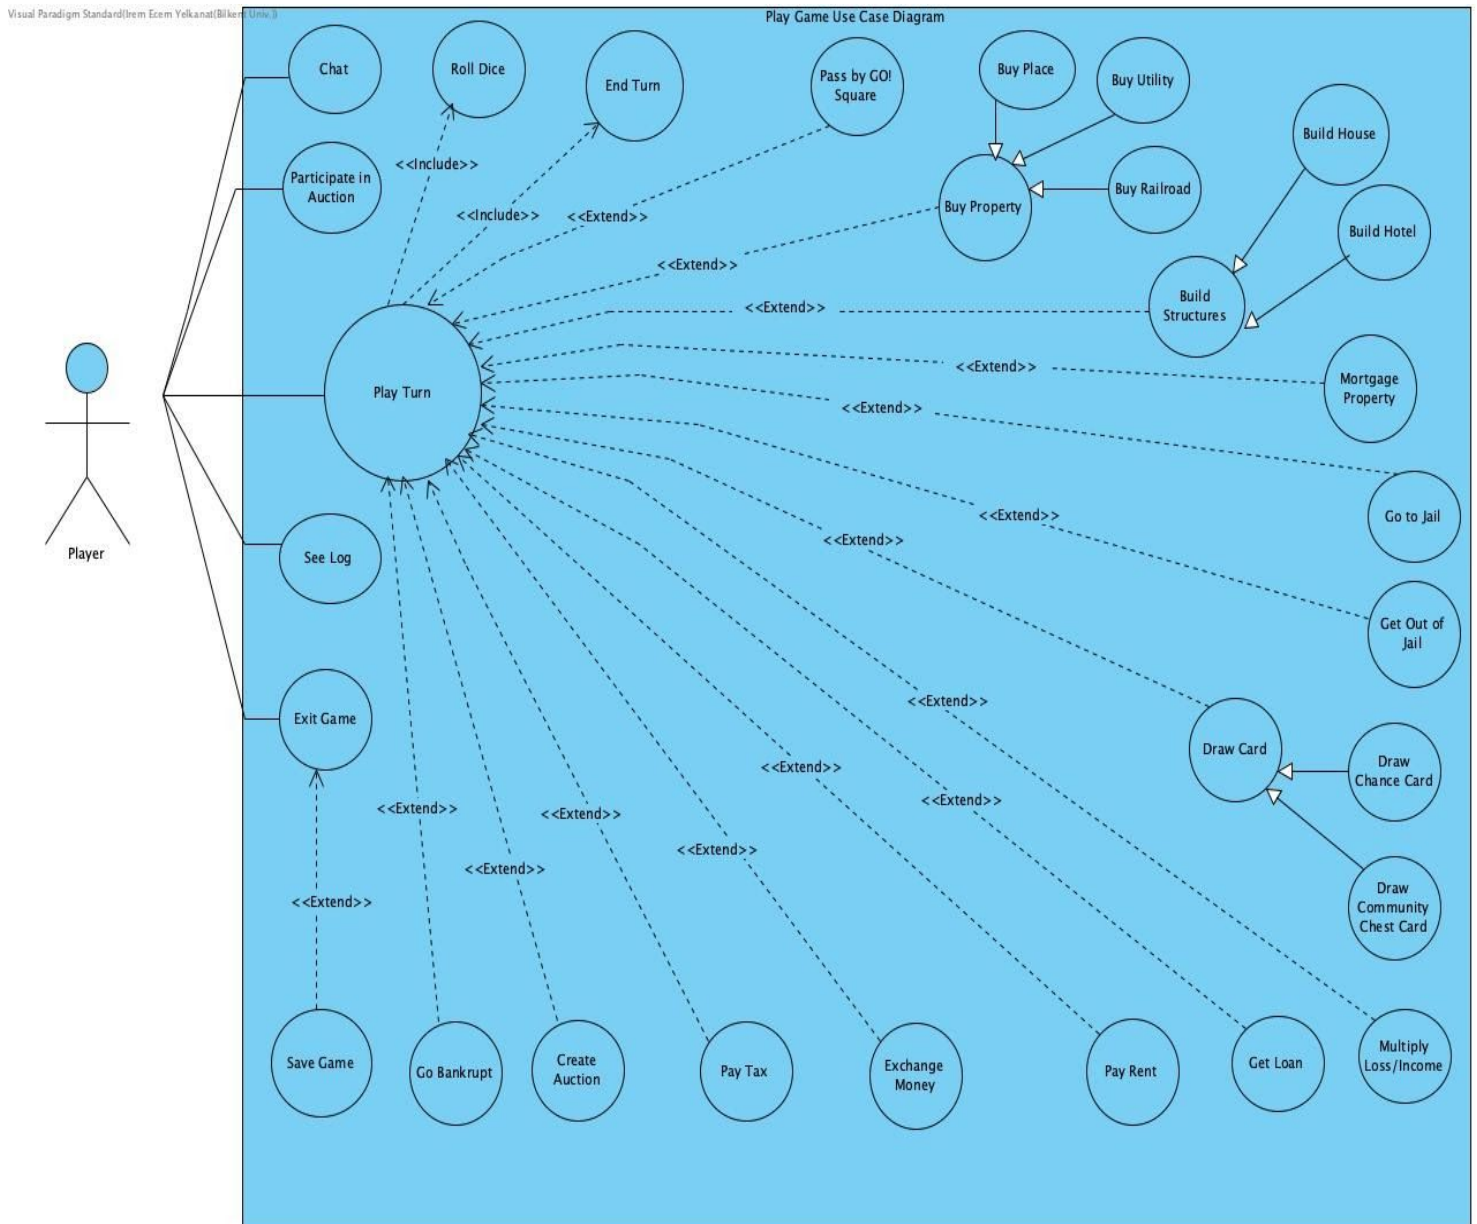 Visual Paradigm Standard(Irem Ecem Yelkanat(Bilkent Univ.))
Play Game Use Case Diagram
Chat
Roll Dice
End Turn
Pass by GO!
Square
Buy Place
Buy Utility
Build House
<<Include>>
Participate in
Auction
Buy Property
Buy Railroad
<<Include>>
<<Extend>>
Build Hotel
<<Extend>>
Build
Structures
<<Extend>>
<<Extend>>
Play Turn
Mortgage
Property
<<Extend>>
Go to Jail
<<Extend>>
<<Extend>>
Player
See Log
Get Out of
Jail
<<Extend>>
Exit Game
Draw Card
Draw
Chance Card
<<Extend>>
<<Extend>>
<<Extend>>
<<Extend>>
<<Extend>>
<<Extend>>
<<Extend>>
Draw
Community
Chest Card
Save Game
Go Bankrupt
Create
Auction
Pay Tax
Exchange
Money
Pay Rent
Get Loan
Multiply
Loss/Income